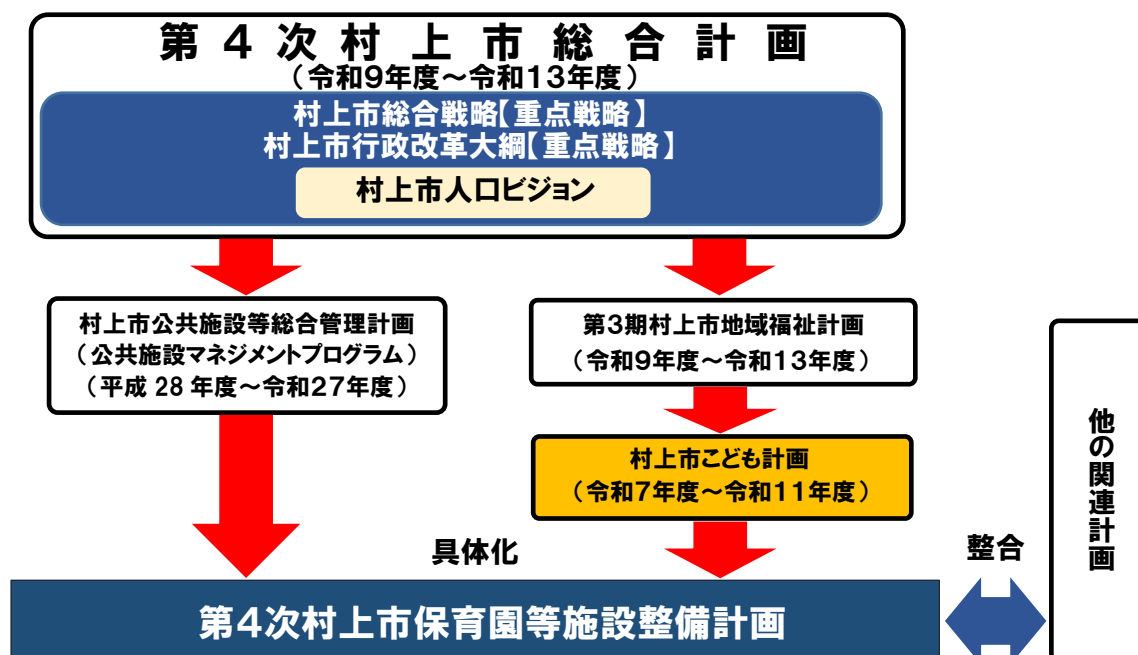 第4次村上市総合計画
（令和9年度～令和13年度）
村上市総合戦略【重点戦略】
村上市行政改革大綱【重点戦略】
村上市人口ビジョン
村上市公共施設等総合管理計画
（公共施設マネジメントプログラム）
（平成28年度～令和27年度）
第3期村上市地域福祉計画
（令和9年度～令和13年度）
村上市こども計画
（令和7年度～令和11年度）
具体化
整合
他の関連計画
第4次村上市保育園等施設整備計画